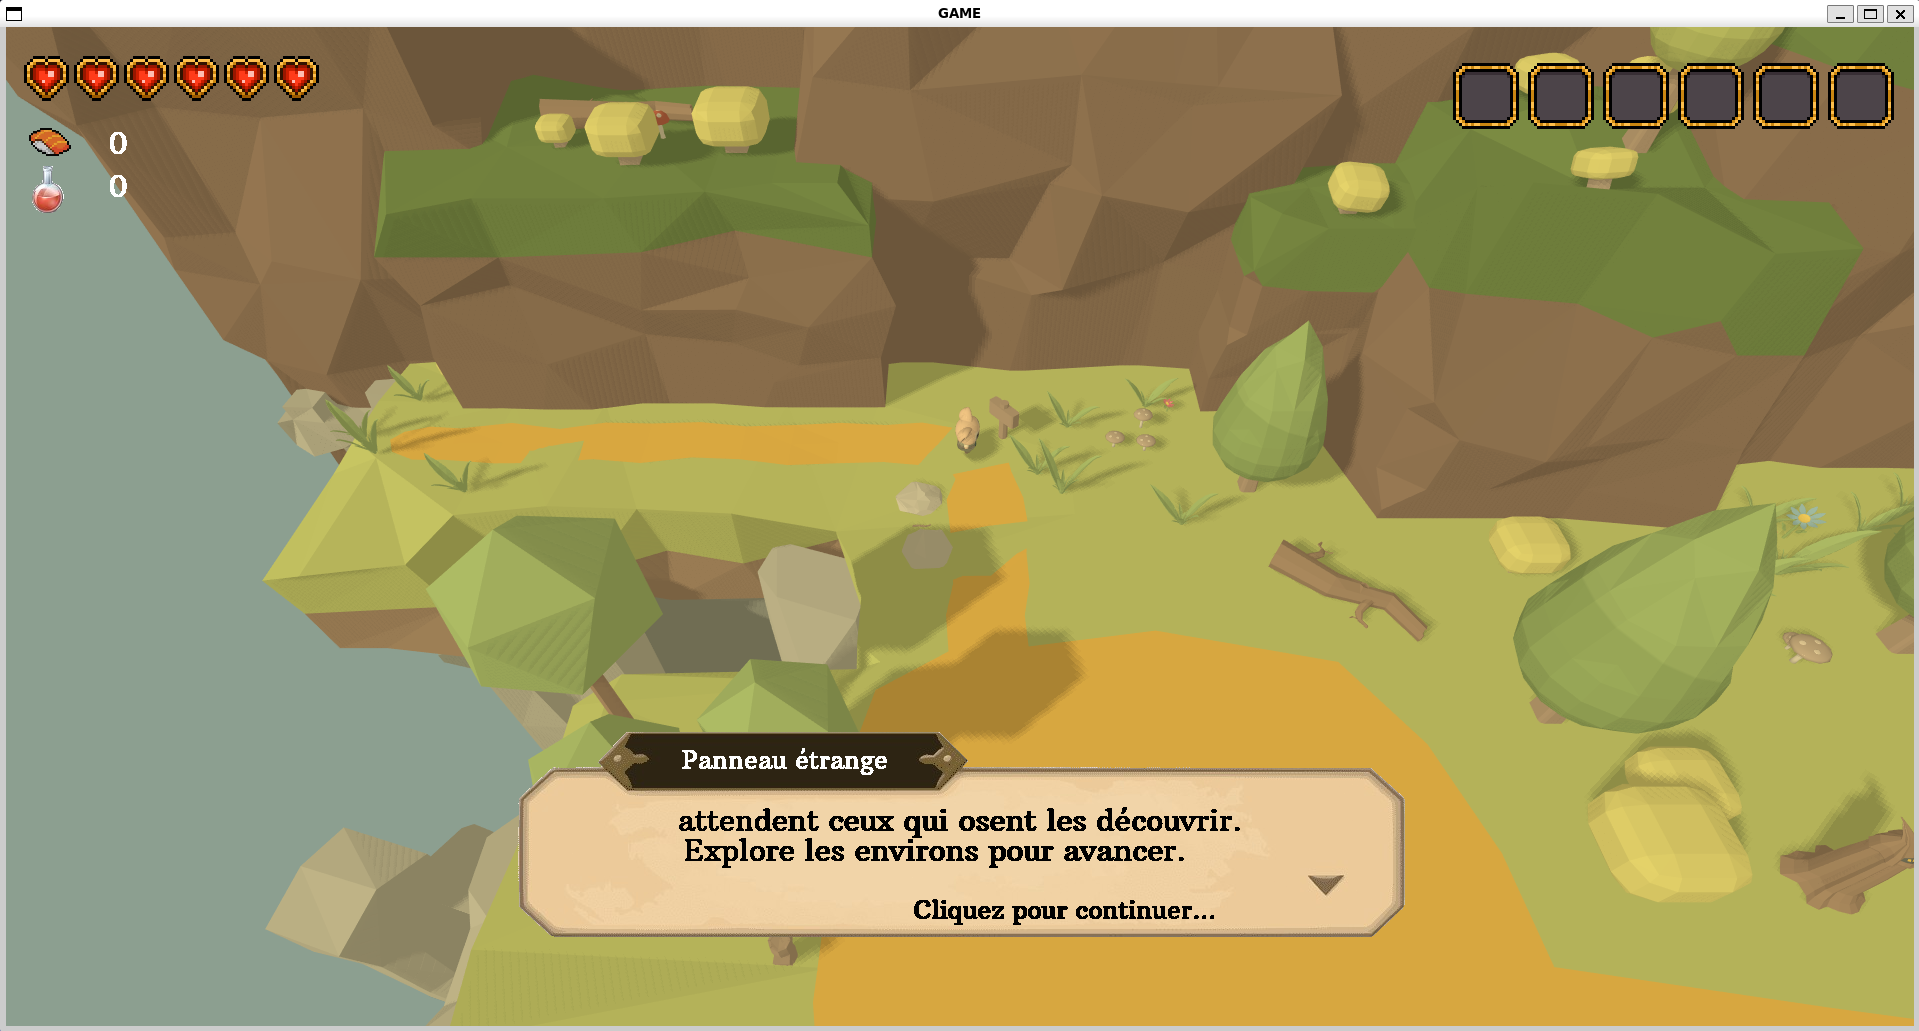 GAME
0
0
Panneau étrange
attendent ceux qui osent les découvrir.
Explore les environs pour avancer.
Cliquez pour continuer...